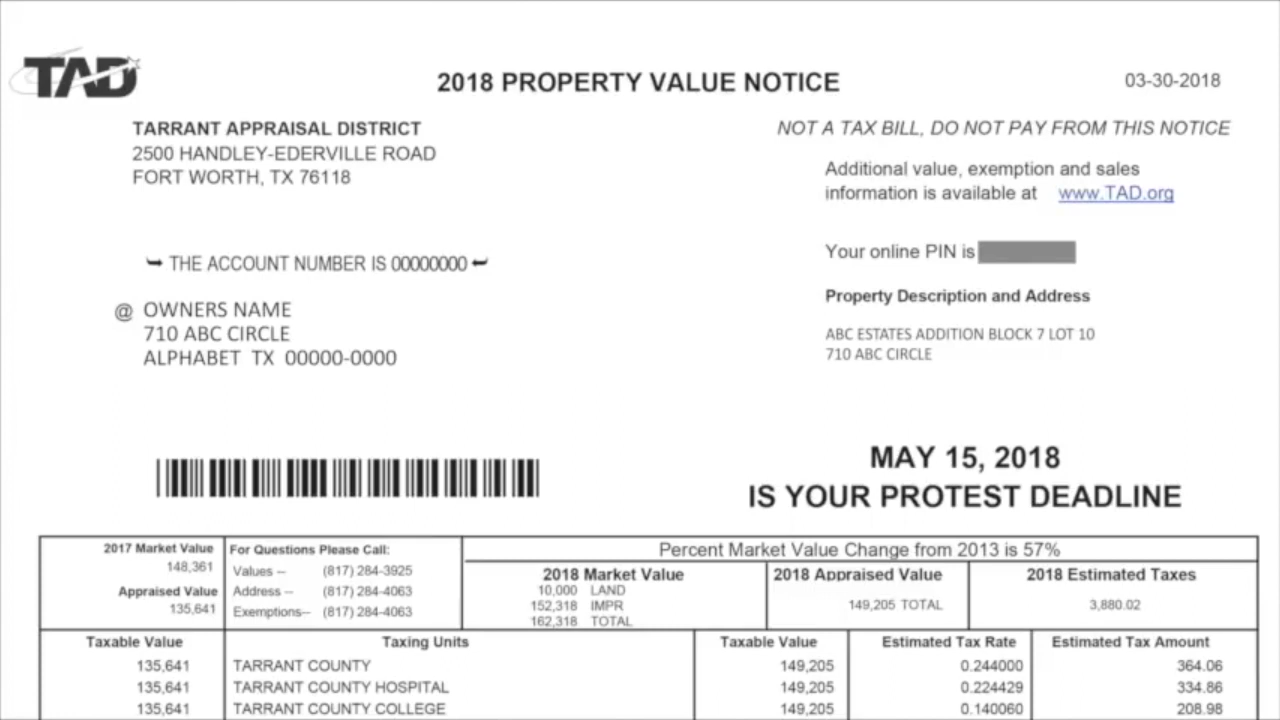 TAD
2018 PROPERTY VALUE NOTICE
03-30-2018
TARRANT APPRAISAL DISTRICT
2500 HANDLEY-EDERVILLE ROAD
FORT WORTH, TX 76118
NOT A TAX BILL, DO NOT PAY FROM THIS NOTICE
Additional value, exemption and sales
information is available at www.TAD.org
Your online PIN is
THE ACCOUNT NUMBER IS 00000000
@ OWNERS NAME
710 ABC CIRCLE
ALPHABET TX 00000-0000
Property Description and Address
ABC ESTATES ADDITION BLOCK 7 LOT 10
710 ABC CIRCLE
MAY 15, 2018
IS YOUR PROTEST DEADLINE
2017 Market Value
148,361
Appraised Value
135,641
For Questions Please Call:
Values -- (817) 284-3925
Address -- (817) 284-4063
Exemptions-- (817) 284-4063
Percent Market Value Change from 2013 is 57%
2018 Market Value
10,000 LAND
152,318 IMPR
162,318 TOTAL
2018 Appraised Value
149,205 TOTAL
2018 Estimated Taxes
3,880.02
Taxable Value Taxing Units Taxable Value Estimated Tax Rate Estimated Tax Amount
135,641 TARRANT COUNTY 149,205 0.244000 364.06
135,641 TARRANT COUNTY HOSPITAL 149,205 0.224429 334.86
135,641 TARRANT COUNTY COLLEGE 149,205 0.140060 208.98